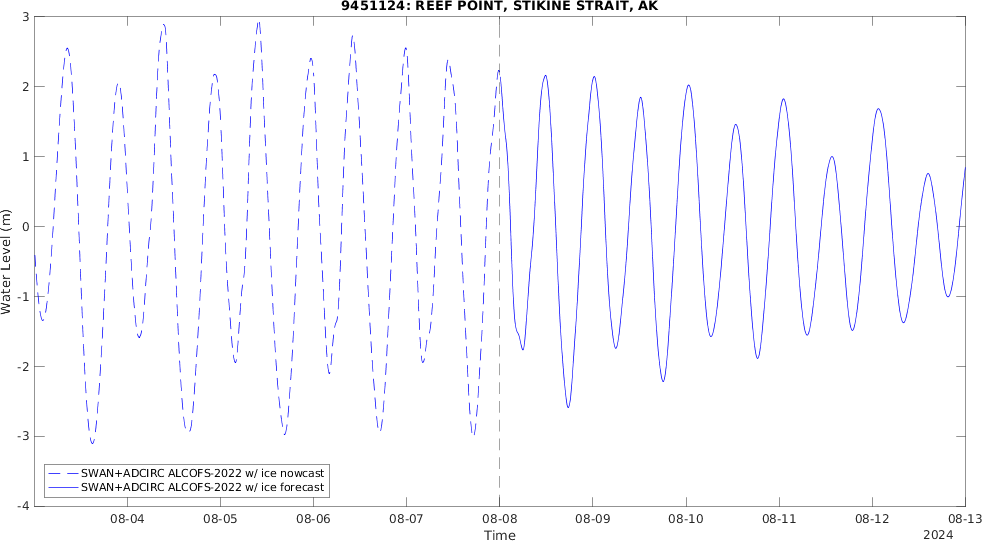 9451124: REEF POINT, STIKINE STRAIT, AK
3
2
1
0
-1
-2
-3
-4
Water Level (m)
SWAN+ADCIRC ALCOFS-2022 w/ ice nowcast
SWAN+ADCIRC ALCOFS-2022 w/ ice forecast
08-04 08-05 08-06 08-07 08-08 08-09 08-10 08-11 08-12 08-13
Time
2024